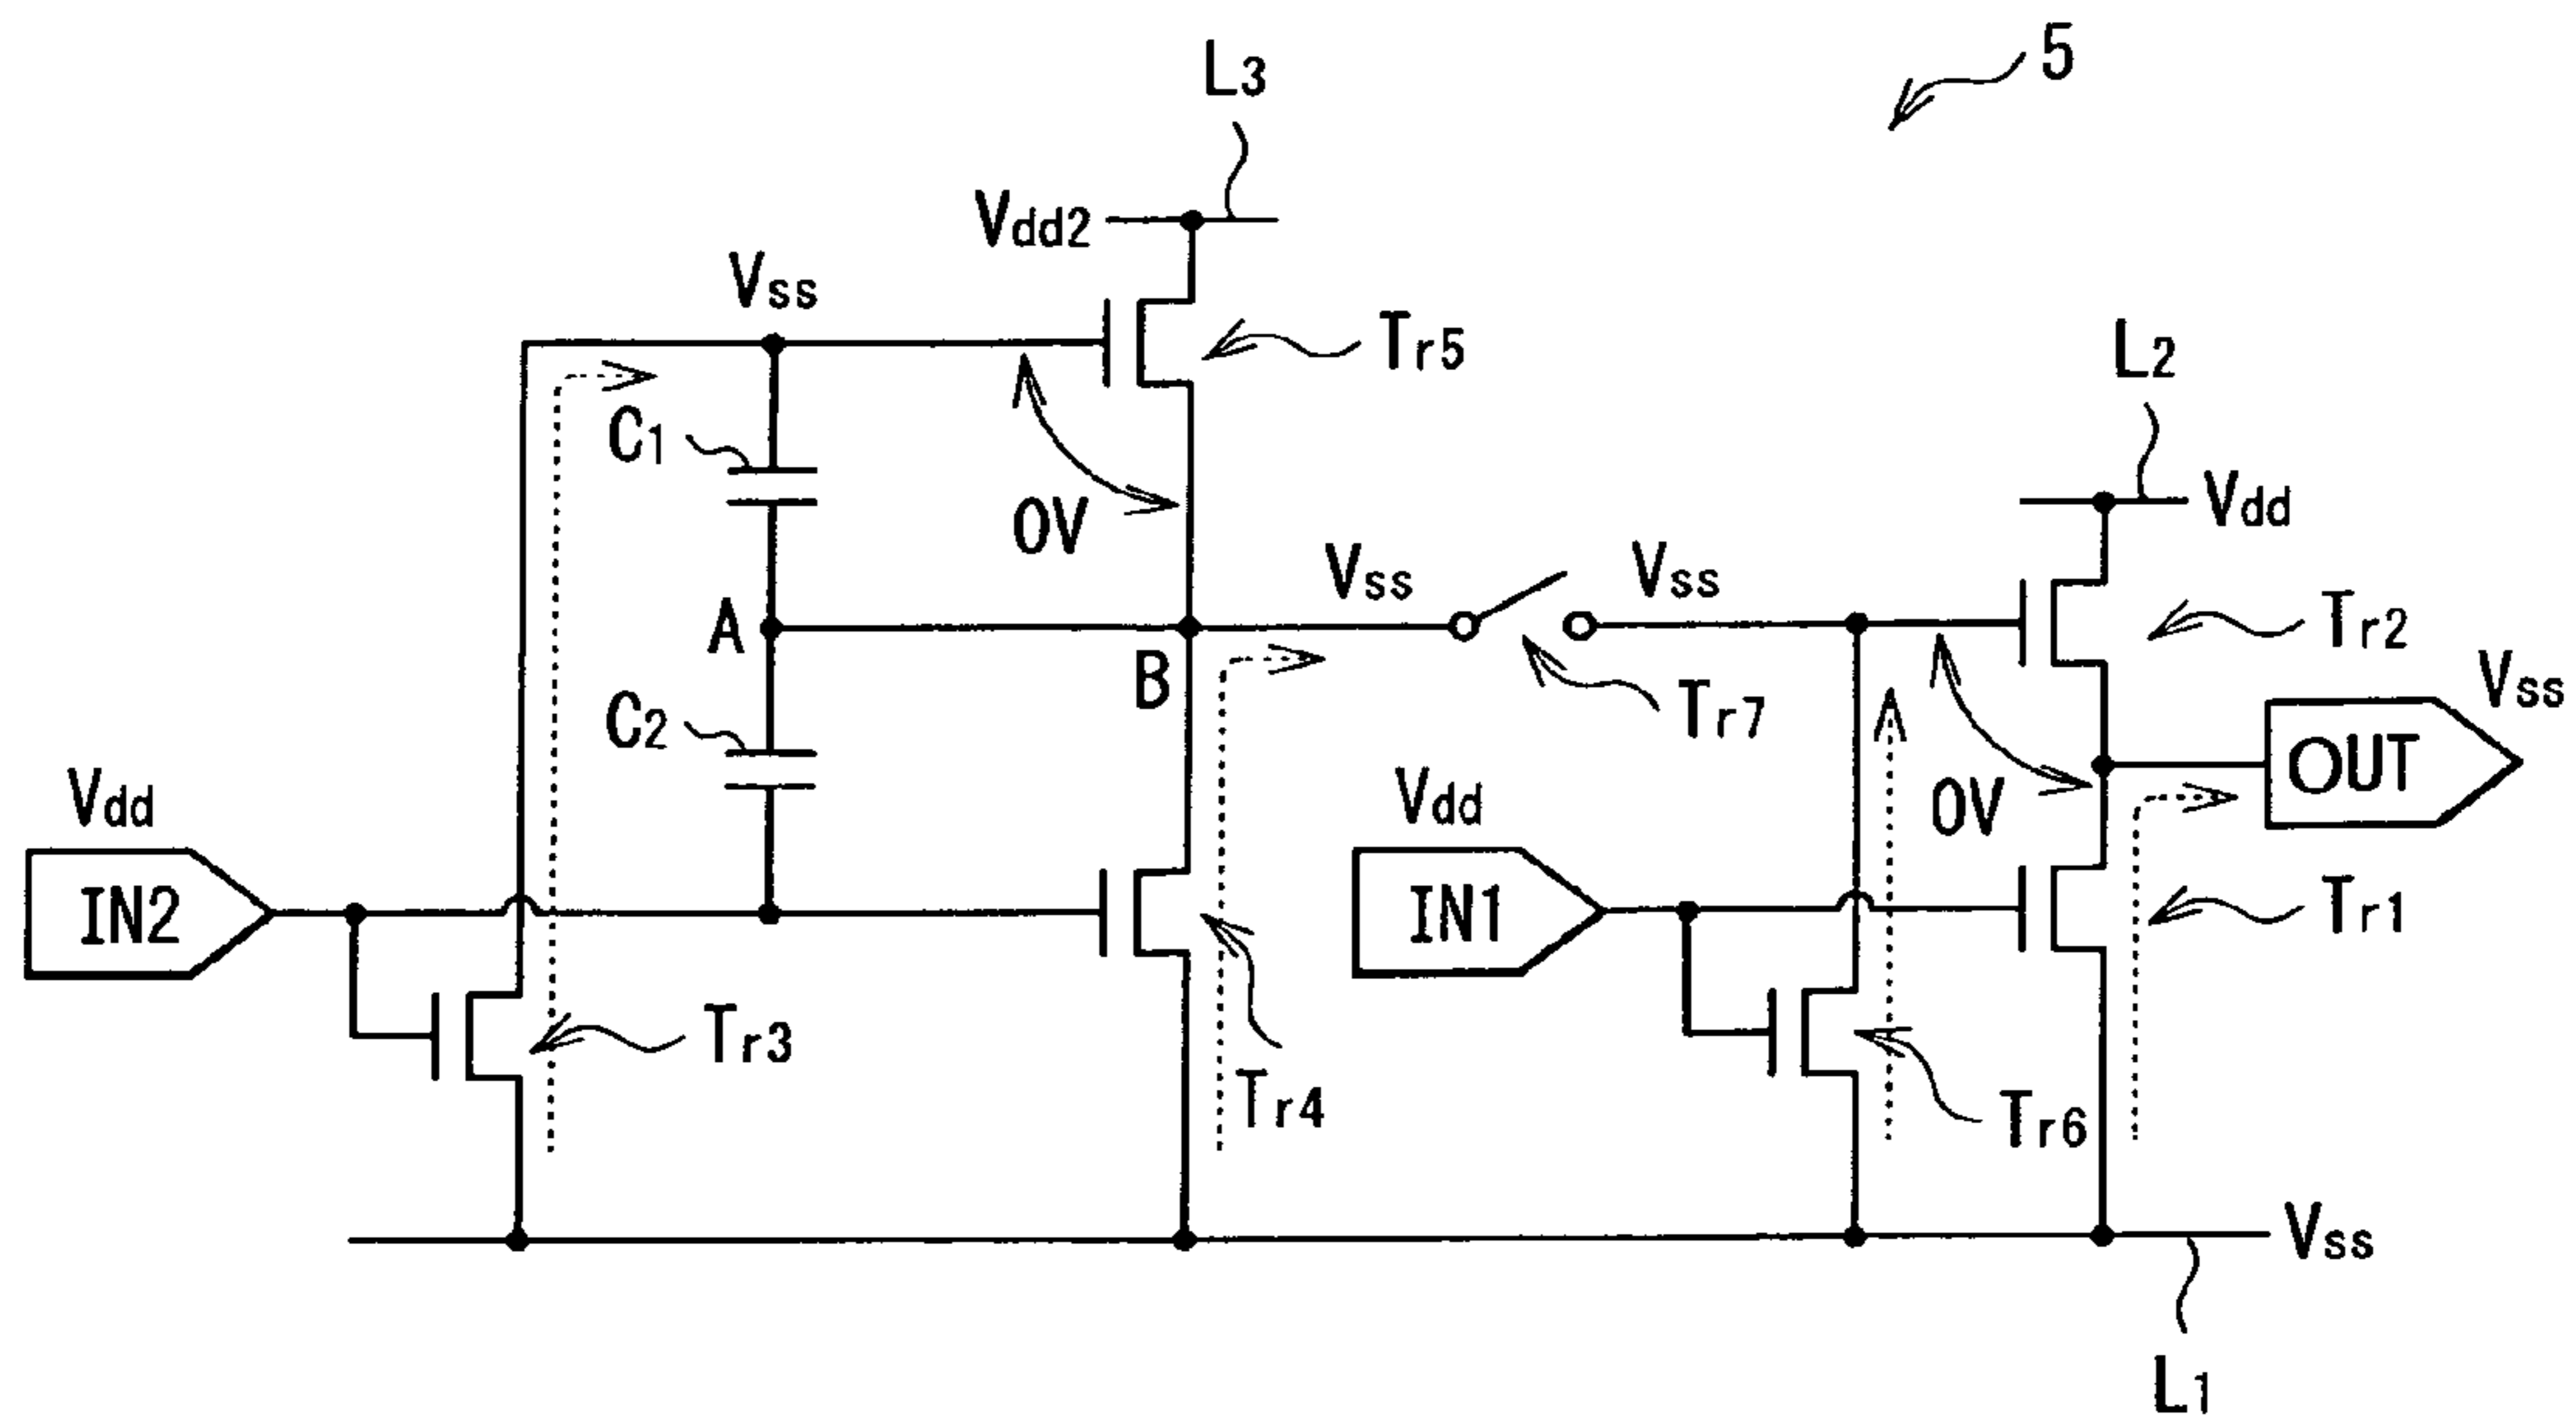 5
L3
Vdd2
Vss
Tr5
L2
C1
Vdd
0V
Vss
Vss
A
Tr2
B
Vss
C2
Tr7
OUT
Vdd
Vdd
0V
IN2
IN1
Tr1
Tr3
Tr4
Tr6
Vss
L1